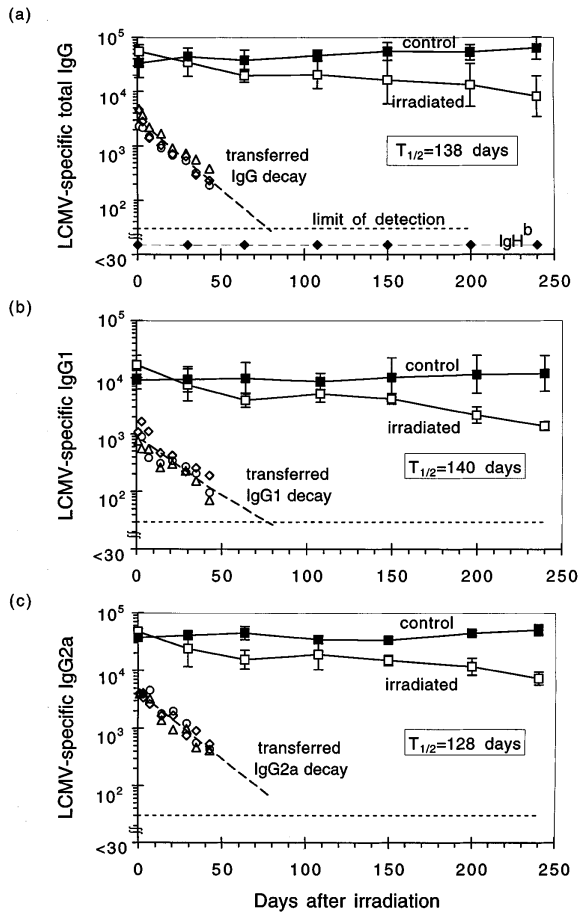 (a)
LCMV-specific total IgG
10^5
10^4
10^3
10^2
<30
control
irradiated
transferred
IgG decay
T1/2=138 days
limit of detection
IgH^b
0 50 100 150 200 250
(b)
LCMV-specific IgG1
10^5
10^4
10^3
10^2
<30
control
irradiated
transferred
IgG1 decay
T1/2=140 days
0 50 100 150 200 250
(c)
LCMV-specific IgG2a
10^5
10^4
10^3
10^2
<30
control
irradiated
transferred
IgG2a decay
T1/2=128 days
0 50 100 150 200 250
Days after irradiation